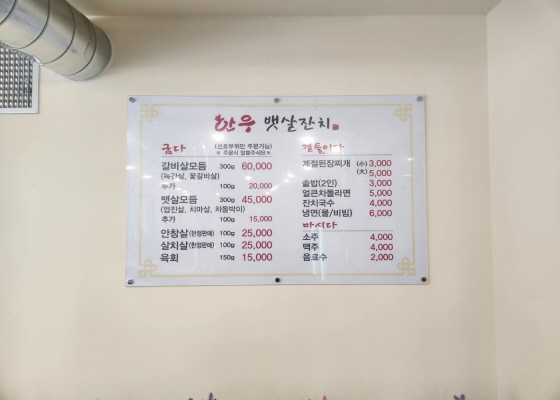 한우 뱃살잔치
굽다
(선호부위만 주문가능)
※ 주문시 말씀주세요 ※
갈비살모듬 300g 60,000
(늑간살, 꽃갈비살)
추가 100g 20,000
뱃살모듬 300g 45,000
(업진살, 치마살, 차돌박이)
추가 100g 15,000
안창살(한정판매) 100g 25,000
살치살(한정판매) 100g 25,000
육회 150g 15,000
곁들이다
계절된장찌개 (小) 3,000
(大) 5,000
솥밥(2인) 3,000
얼큰차돌라면 5,000
잔치국수 4,000
냉면(물/비빔) 6,000
마시다
소주 4,000
맥주 4,000
음료수 2,000